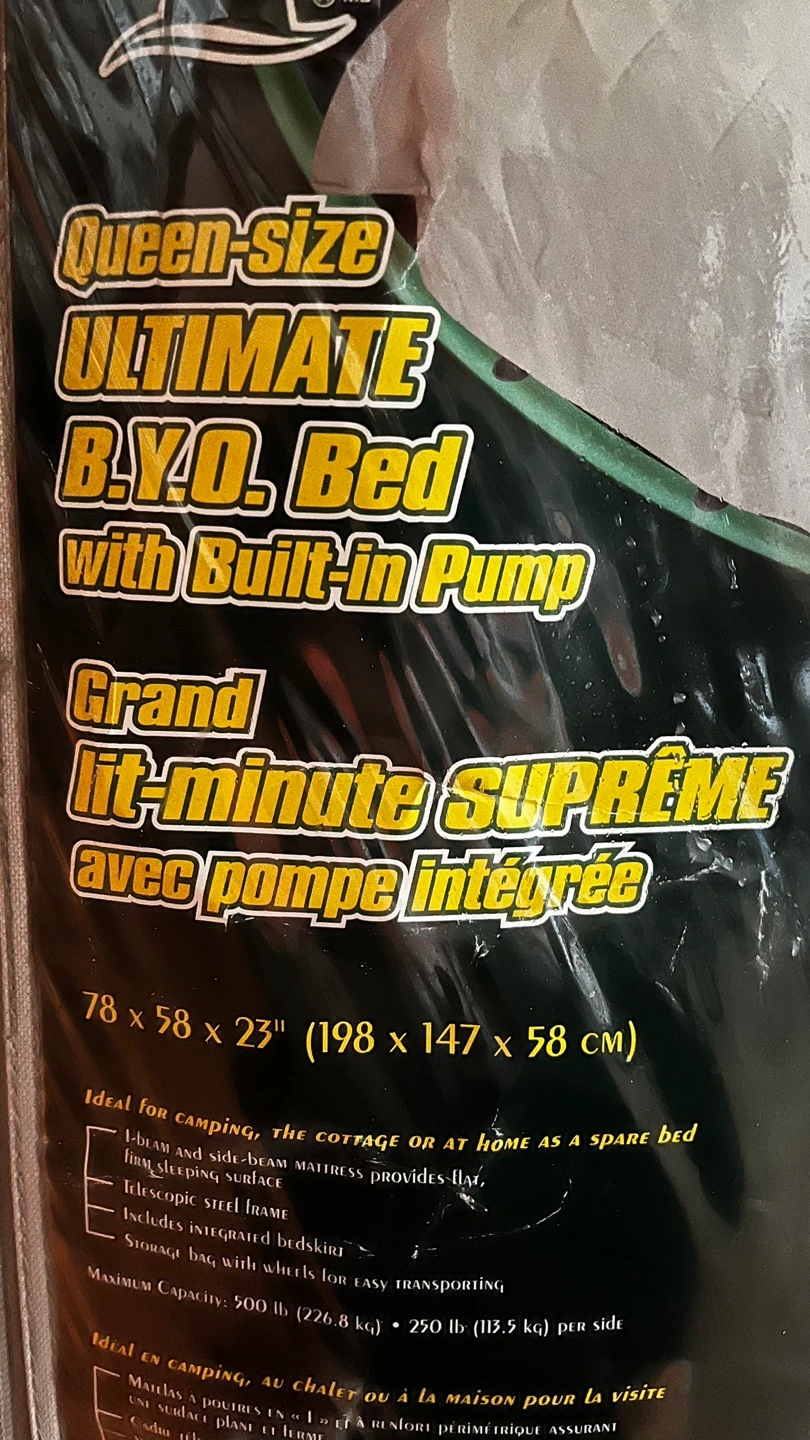 Queen-size
ULTIMATE
B.Y.O. Bed
with Built-in Pump
Grand
lit-minute SUPRÊME
avec pompe intégrée
78 x 58 x 23" (198 x 147 x 58 cm)
Ideal for camping, the cottage or at home as a spare bed
I-beam and side-beam mattress provides flat,
firm sleeping surface
Telescopic steel frame
Includes integrated bedskirt
Storage bag with wheels for easy transporting
Maximum Capacity: 500 lb (226.8 kg) • 250 lb (113.5 kg) per side
Idéal en camping, au chalet ou à la maison pour la visite
Matelas à poutres en « I » et à renfort périmétrique assurant
une surface plane et ferme